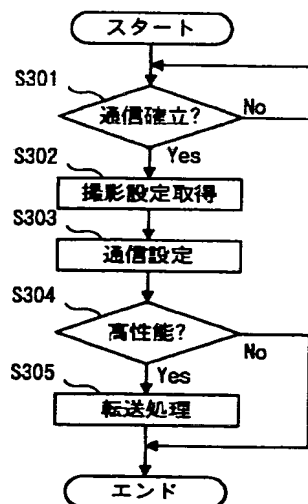 スタート
S301
通信確立?
No
Yes
S302
撮影設定取得
S303
通信設定
S304
高性能?
No
Yes
S305
転送処理
エンド